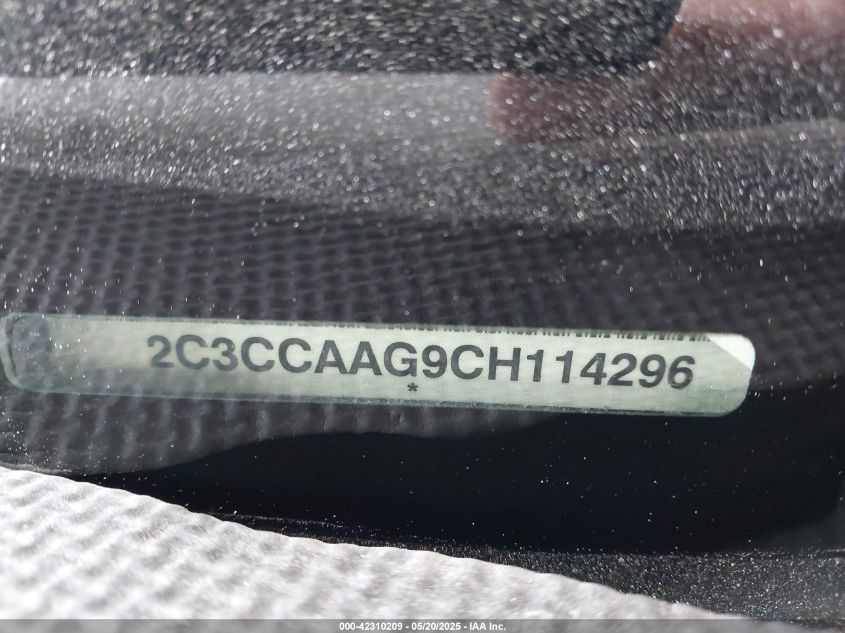 2C3CCAAG9CH114296
*
000-42310209 - 05/20/2025 - IAA Inc.